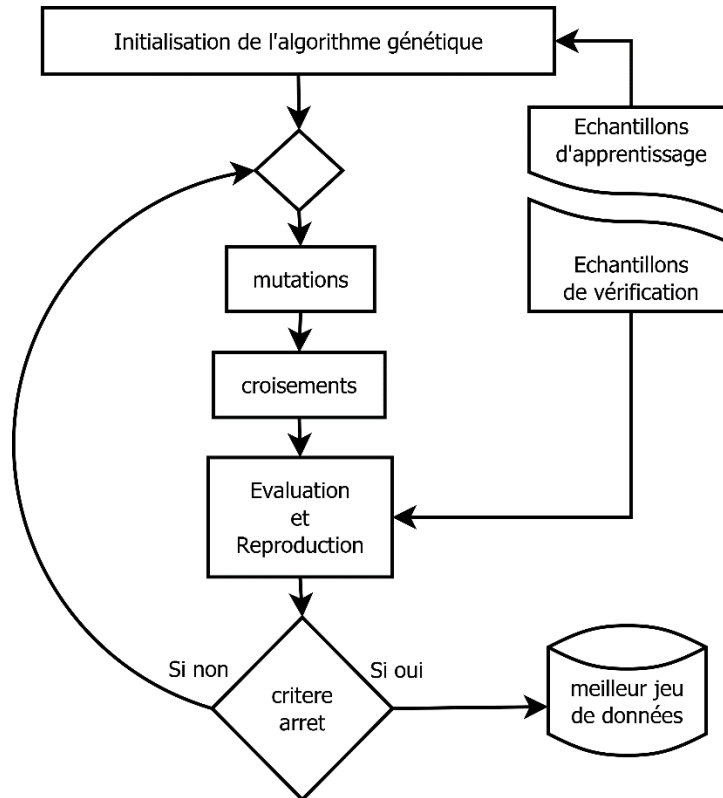 Initialisation de l'algorithme génétique
Echantillons
d'apprentissage
Echantillons
de vérification
mutations
croisements
Evaluation
et
Reproduction
Si non
critere
arret
Si oui
meilleur jeu
de données